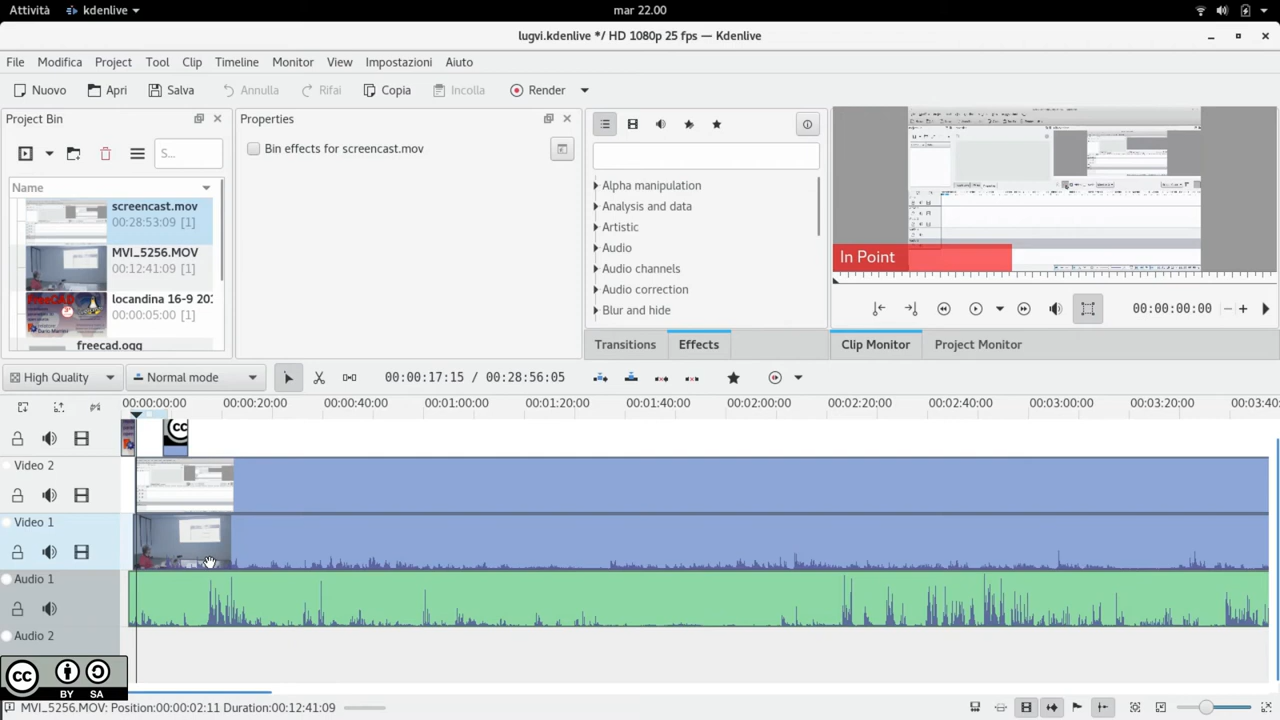 Attività kdenlive mar 22.00
lugvi.kdenlive */ HD 1080p 25 fps — Kdenlive
File Modifica Project Tool Clip Timeline Monitor View Impostazioni Aiuto
Nuovo Apri Salva Annulla Rifai Copia Incolla Render
Project Bin
Properties
S...
Bin effects for screencast.mov
Name
screencast.mov
00:28:53:09 [1]
MVI_5256.MOV
00:12:41:09 [1]
locandina 16-9 201
00:00:05:00 [1]
freecad.ogg
FreeCAD
Alpha manipulation
Analysis and data
Artistic
Audio
Audio channels
Audio correction
Blur and hide
Transitions Effects
In Point
00:00:00:00
Clip Monitor Project Monitor
High Quality Normal mode 00:00:17:15 / 00:28:56:05
00:00:00:00 00:00:20:00 00:00:40:00 00:01:00:00 00:01:20:00 00:01:40:00 00:02:00:00 00:02:20:00 00:02:40:00 00:03:00:00 00:03:20:00 00:03:40:0
cc
Video 2
Video 1
Audio 1
Audio 2
cc BY SA
MVI_5256.MOV: Position:00:00:02:11 Duration:00:12:41:09